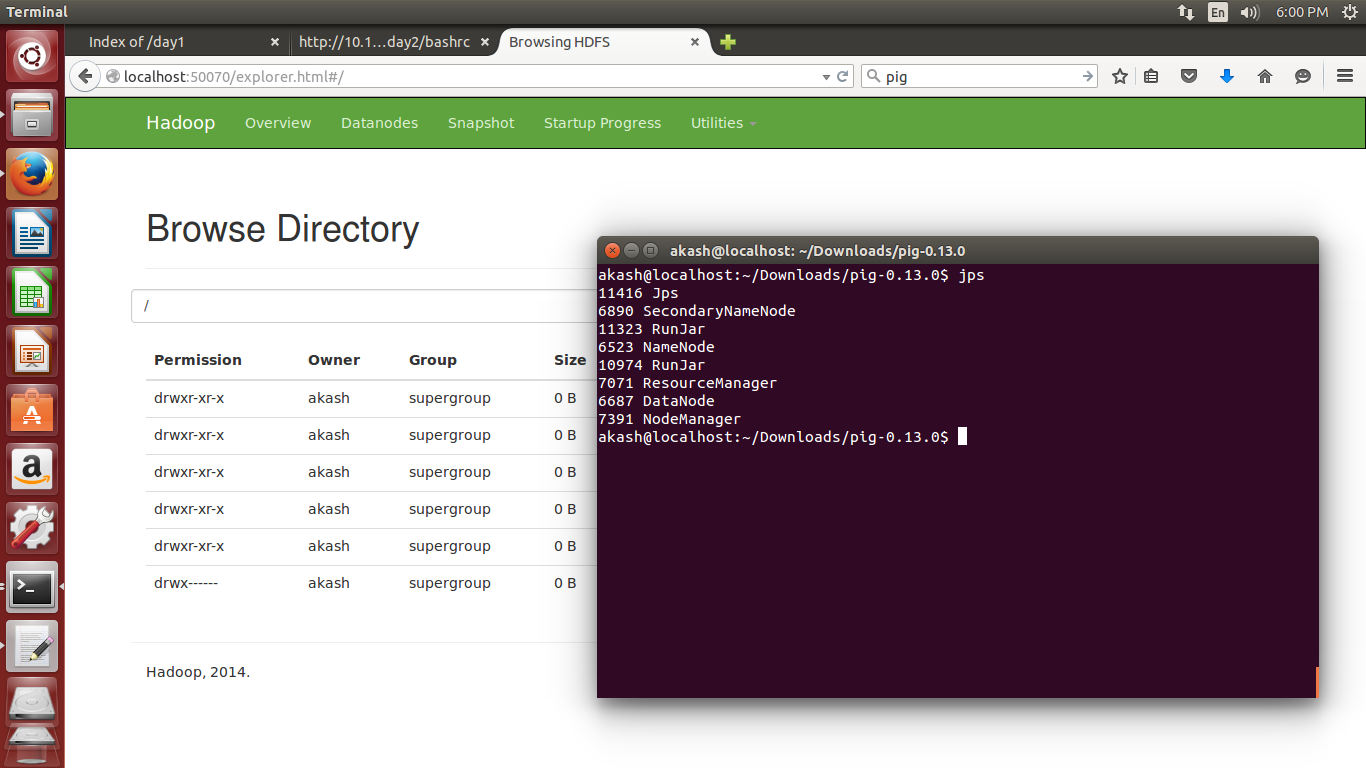 Terminal
En
6:00 PM
Index of /day1
http://10.1...day2/bashrc
Browsing HDFS
localhost:50070/explorer.html#/
pig
Hadoop
Overview
Datanodes
Snapshot
Startup Progress
Utilities
Browse Directory
/
Permission Owner Group Size
drwxr-xr-x akash supergroup 0 B
drwxr-xr-x akash supergroup 0 B
drwxr-xr-x akash supergroup 0 B
drwxr-xr-x akash supergroup 0 B
drwxr-xr-x akash supergroup 0 B
drwx------ akash supergroup 0 B
Hadoop, 2014.
akash@localhost: ~/Downloads/pig-0.13.0
akash@localhost:~/Downloads/pig-0.13.0$ jps
11416 Jps
6890 SecondaryNameNode
11323 RunJar
6523 NameNode
10974 RunJar
7071 ResourceManager
6687 DataNode
7391 NodeManager
akash@localhost:~/Downloads/pig-0.13.0$